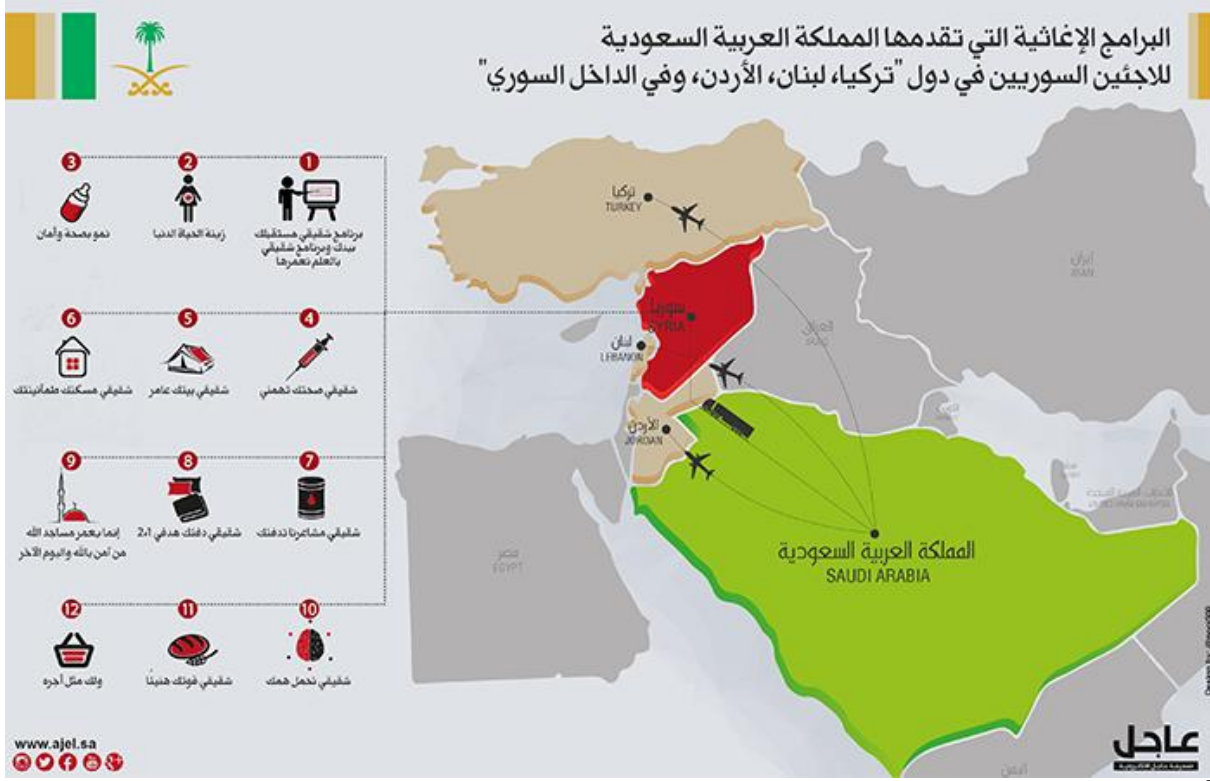 البرامج الإغاثية التي تقدمها المملكة العربية السعودية
للاجئين السوريين في دول "تركيا، لبنان، الأردن، وفي الداخل السوري"
1
برنامج شقيقي مستقبلك
بيدك وبرنامج شقيقي
بالعلم نعمرها
2
زينة الحياة الدنيا
3
نمو بصحة وأمان
4
شقيقي صحتك تهمني
5
شقيقي بيتك عامر
6
شقيقي مسكنك طمأنينتك
7
شقيقي مشاعرنا تدفئك
8
شقيقي دفئك هدفي 1،2
9
إنما يعمر مساجد الله
من آمن بالله واليوم الآخر
10
شقيقي نحمل همك
11
شقيقي قوتك هنيئا
12
ولك مثل أجره
تركيا
TURKEY
سوريا
SYRIA
لبنان
LEBANON
الأردن
JORDAN
العراق
IRAQ
إيران
IRAN
مصر
EGYPT
المملكة العربية السعودية
SAUDI ARABIA
اليمن
www.ajel.sa
عاجل
صحيفة عاجل الالكترونية